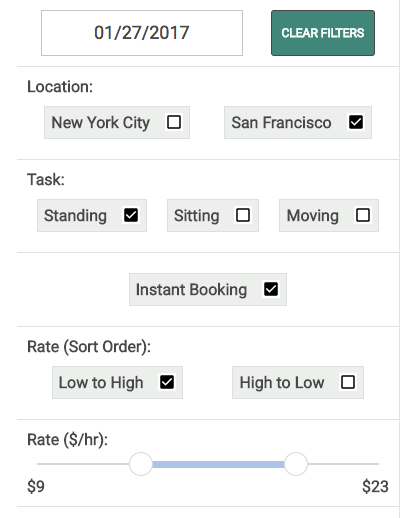 01/27/2017 CLEAR FILTERS
Location:
New York City San Francisco
Task:
Standing Sitting Moving
Instant Booking
Rate (Sort Order):
Low to High High to Low
Rate ($/hr):
$9 $23